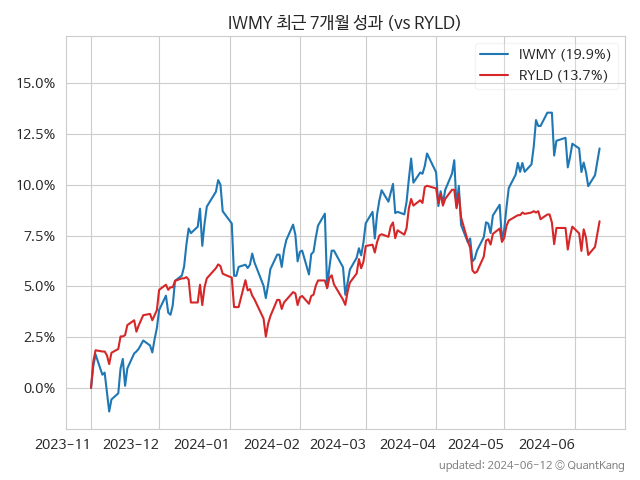 IWMY 최근 7개월 성과 (vs RYLD)
IWMY (19.9%)
RYLD (13.7%)
15.0%
12.5%
10.0%
7.5%
5.0%
2.5%
0.0%
2023-11 2023-12 2024-01 2024-02 2024-03 2024-04 2024-05 2024-06
updated: 2024-06-12 © QuantKang